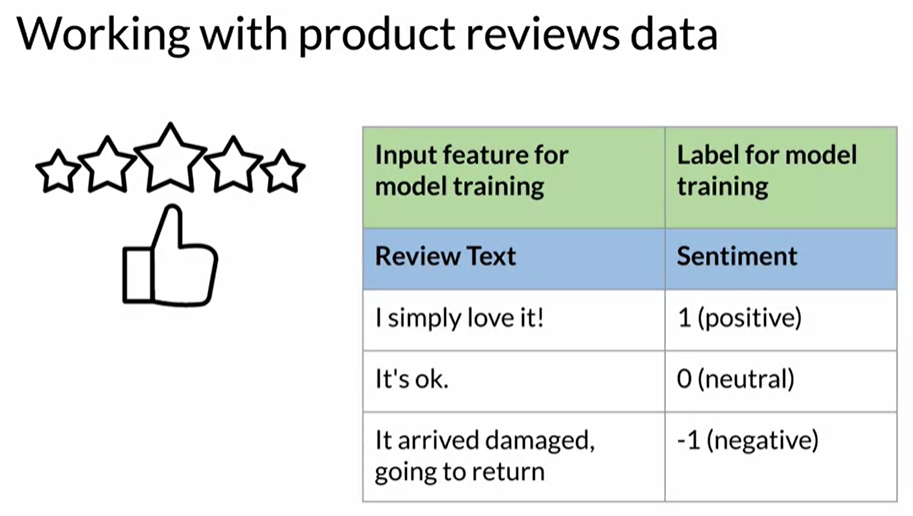 Working with product reviews data
Input feature for
model training
Label for model
training
Review Text
Sentiment
I simply love it!
1 (positive)
It's ok.
0 (neutral)
It arrived damaged,
going to return
-1 (negative)